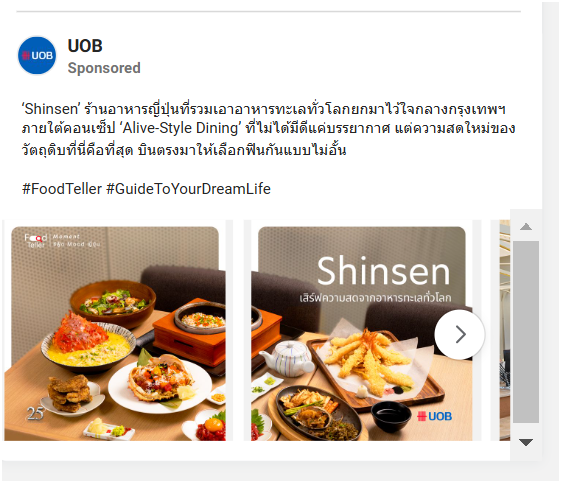 UOB
UOB
Sponsored
‘Shinsen’ ร้านอาหารญี่ปุ่นที่รวมเอาอาหารทะเลทั่วโลกยกมาไว้ใจกลางกรุงเทพฯ
ภายใต้คอนเซ็ป ‘Alive-Style Dining’ ที่ไม่ได้มีดีแค่บรรยากาศ แต่ความสดใหม่ของ
วัตถุดิบที่นี่คือที่สุด บินตรงมาให้เลือกฟินกันแบบไม่อั้น
#FoodTeller #GuideToYourDreamLife
Food
Teller
Moment
Mood
25
Shinsen
เสิร์ฟความสดจากอาหารทะเลทั่วโลก
UOB